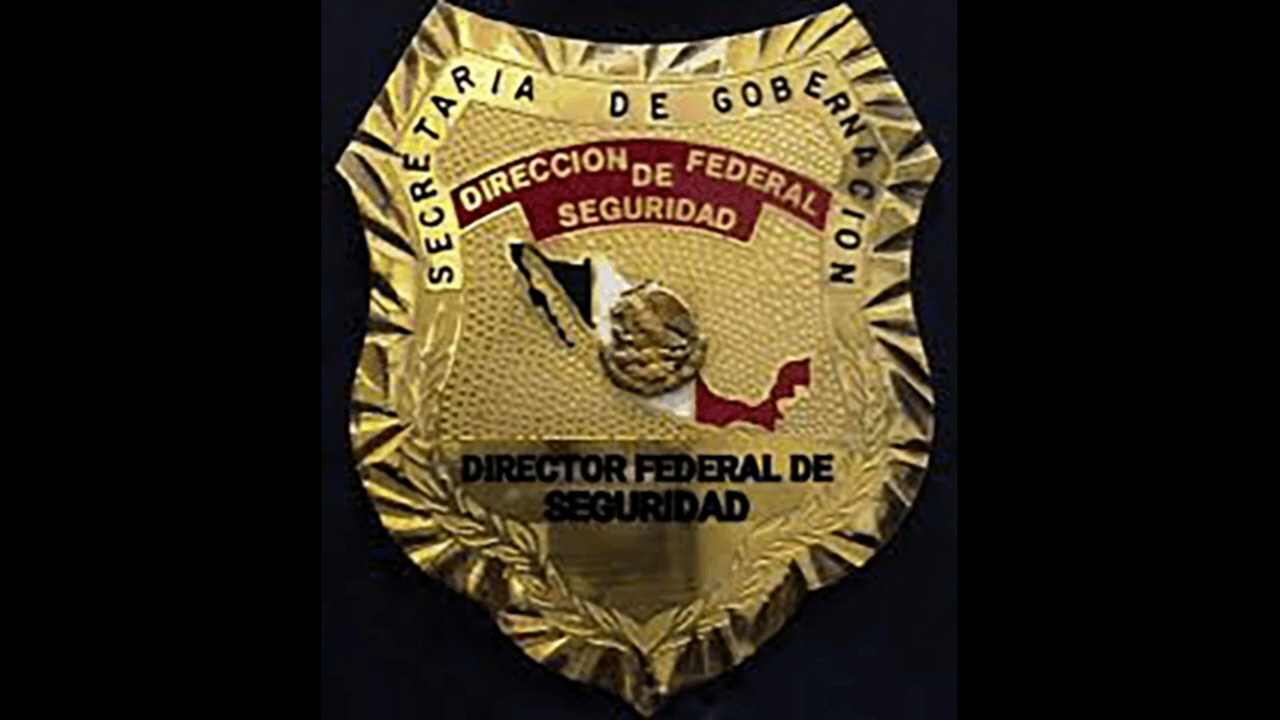 SECRETARIA DE GOBERNACION
DIRECCION DE FEDERAL
SEGURIDAD
DIRECTOR FEDERAL DE
SEGURIDAD